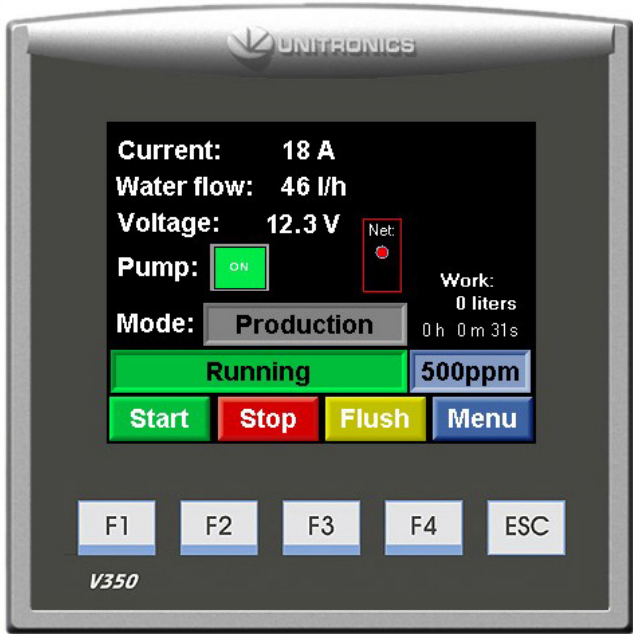 UNITRONICS
Current: 18 A
Water flow: 46 l/h
Voltage: 12.3 V
Net:
Pump: ON
Work:
0 liters
Mode: Production
0 h 0 m 31s
Running 500ppm
Start Stop Flush Menu
F1 F2 F3 F4 ESC
V350